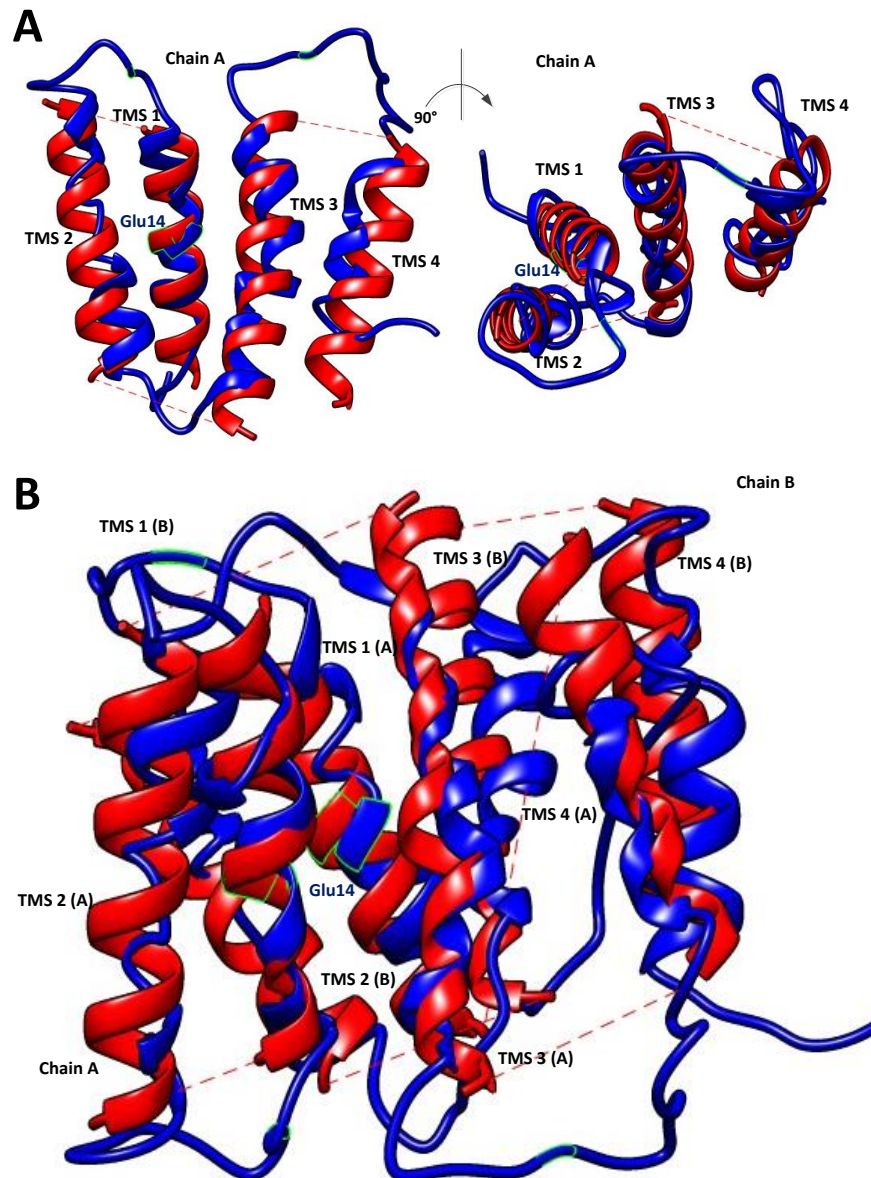 A
Chain A
Chain A
90°
TMS 1
TMS 2
Glu14
TMS 3
TMS 4
TMS 3
TMS 4
TMS 1
Glu14
TMS 2
B
Chain B
TMS 1 (B)
TMS 3 (B)
TMS 4 (B)
TMS 1 (A)
TMS 4 (A)
Glu14
TMS 2 (A)
TMS 2 (B)
TMS 3 (A)
Chain A